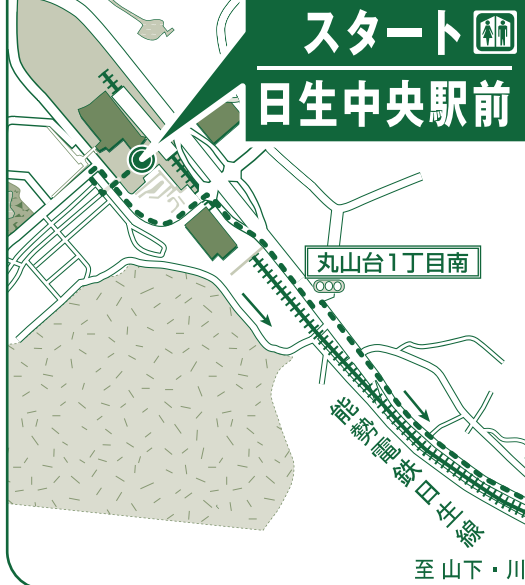 スタート
日生中央駅前
丸山台1丁目南
能勢電鉄日生線
至 山下・川